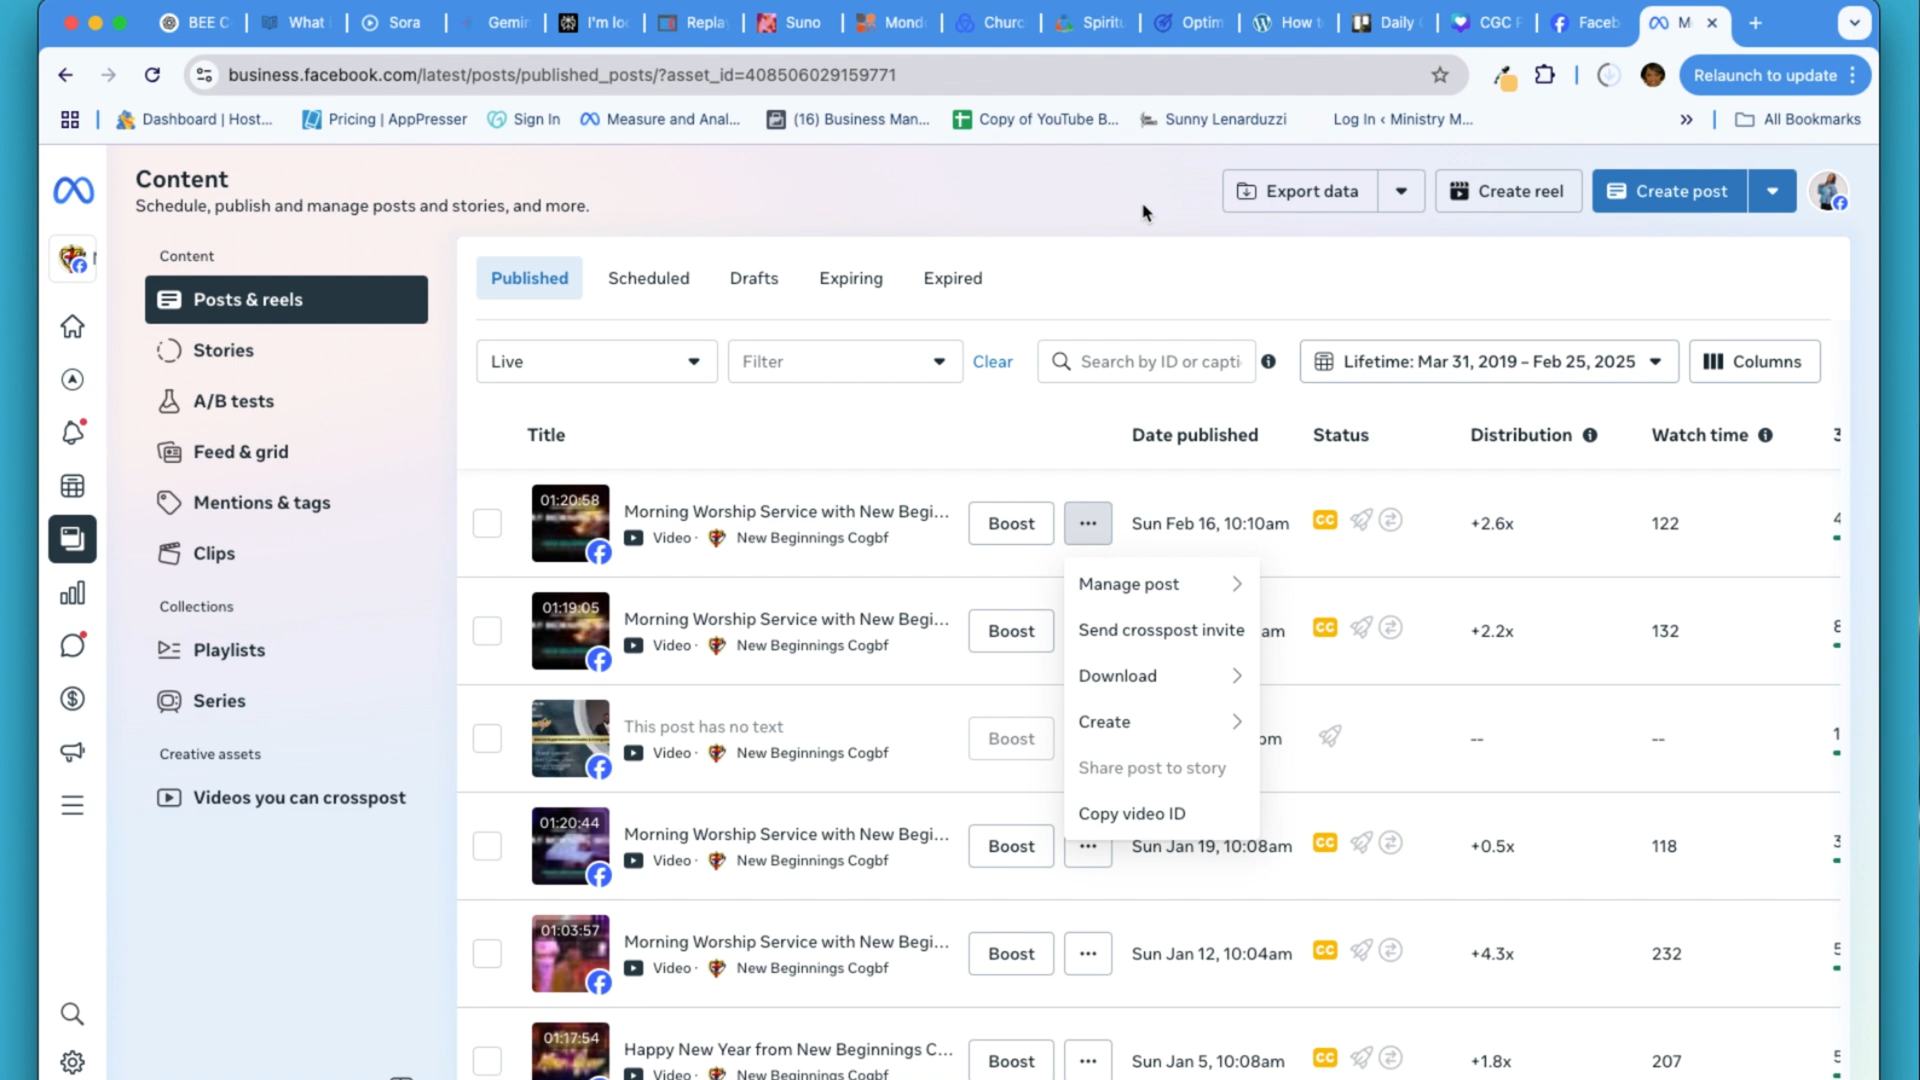 BEE C
What
Sora
Gemin
I'm lo
Repla
Suno
Mond
Churc
Spiritu
Optim
How t
Daily
CGC F
Faceb
M
business.facebook.com/latest/posts/published_posts/?asset_id=408506029159771
Relaunch to update
Dashboard | Host...
Pricing | AppPresser
Sign In
Measure and Anal...
(16) Business Man...
Copy of YouTube B...
Sunny Lenarduzzi
Log In ‹ Ministry M...
All Bookmarks
Content
Schedule, publish and manage posts and stories, and more.
Export data
Create reel
Create post
Content
Posts & reels
Stories
A/B tests
Feed & grid
Mentions & tags
Clips
Collections
Playlists
Series
Creative assets
Videos you can crosspost
Published Scheduled Drafts Expiring Expired
Live
Filter
Clear
Search by ID or capti
Lifetime: Mar 31, 2019 – Feb 25, 2025
Columns
Title Date published Status Distribution Watch time 3
01:20:58
Morning Worship Service with New Begi...
Video · New Beginnings Cogbf
Boost
Sun Feb 16, 10:10am
CC
+2.6x
122
4
01:19:05
Morning Worship Service with New Begi...
Video · New Beginnings Cogbf
Boost
am
CC
+2.2x
132
8
This post has no text
Video · New Beginnings Cogbf
Boost
om
--
--
1
Manage post
Send crosspost invite
Download
Create
Share post to story
Copy video ID
01:20:44
Morning Worship Service with New Begi...
Video · New Beginnings Cogbf
Boost
Sun Jan 19, 10:08am
CC
+0.5x
118
3
01:03:57
Morning Worship Service with New Begi...
Video · New Beginnings Cogbf
Boost
Sun Jan 12, 10:04am
CC
+4.3x
232
5
01:17:54
Happy New Year from New Beginnings C...
Video · New Beginnings Cogbf
Boost
Sun Jan 5, 10:08am
CC
+1.8x
207
5